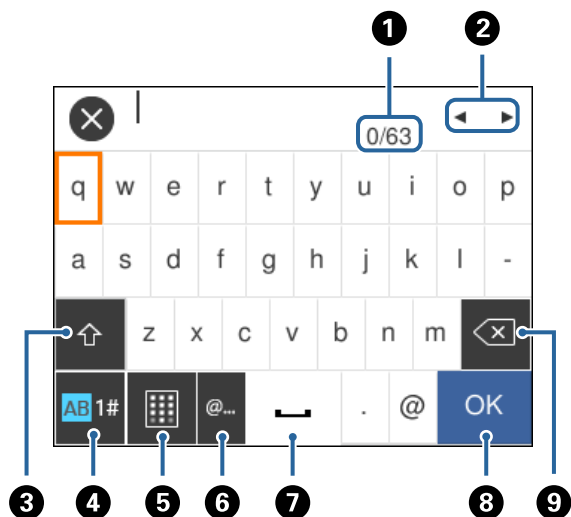 1 2
0/63
q w e r t y u i o p
a s d f g h j k l -
z x c v b n m
AB 1# @... . @ OK
3 4 5 6 7 8 9